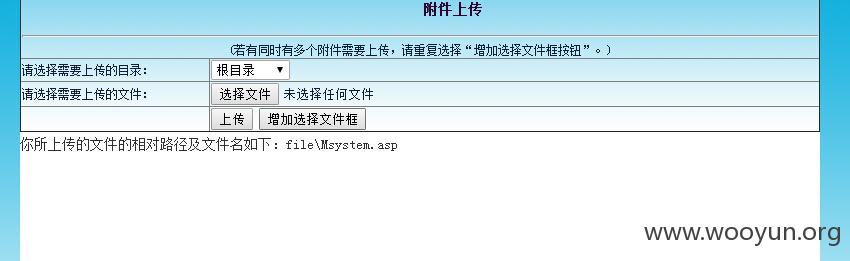 附件上传
(若有同时有多个附件需要上传，请重复选择“增加选择文件框按钮”。)
请选择需要上传的目录： 根目录
请选择需要上传的文件： 选择文件 未选择任何文件
上传 增加选择文件框
你所上传的文件的相对路径及文件名如下：file\Msystem.asp
www.wooyun.org